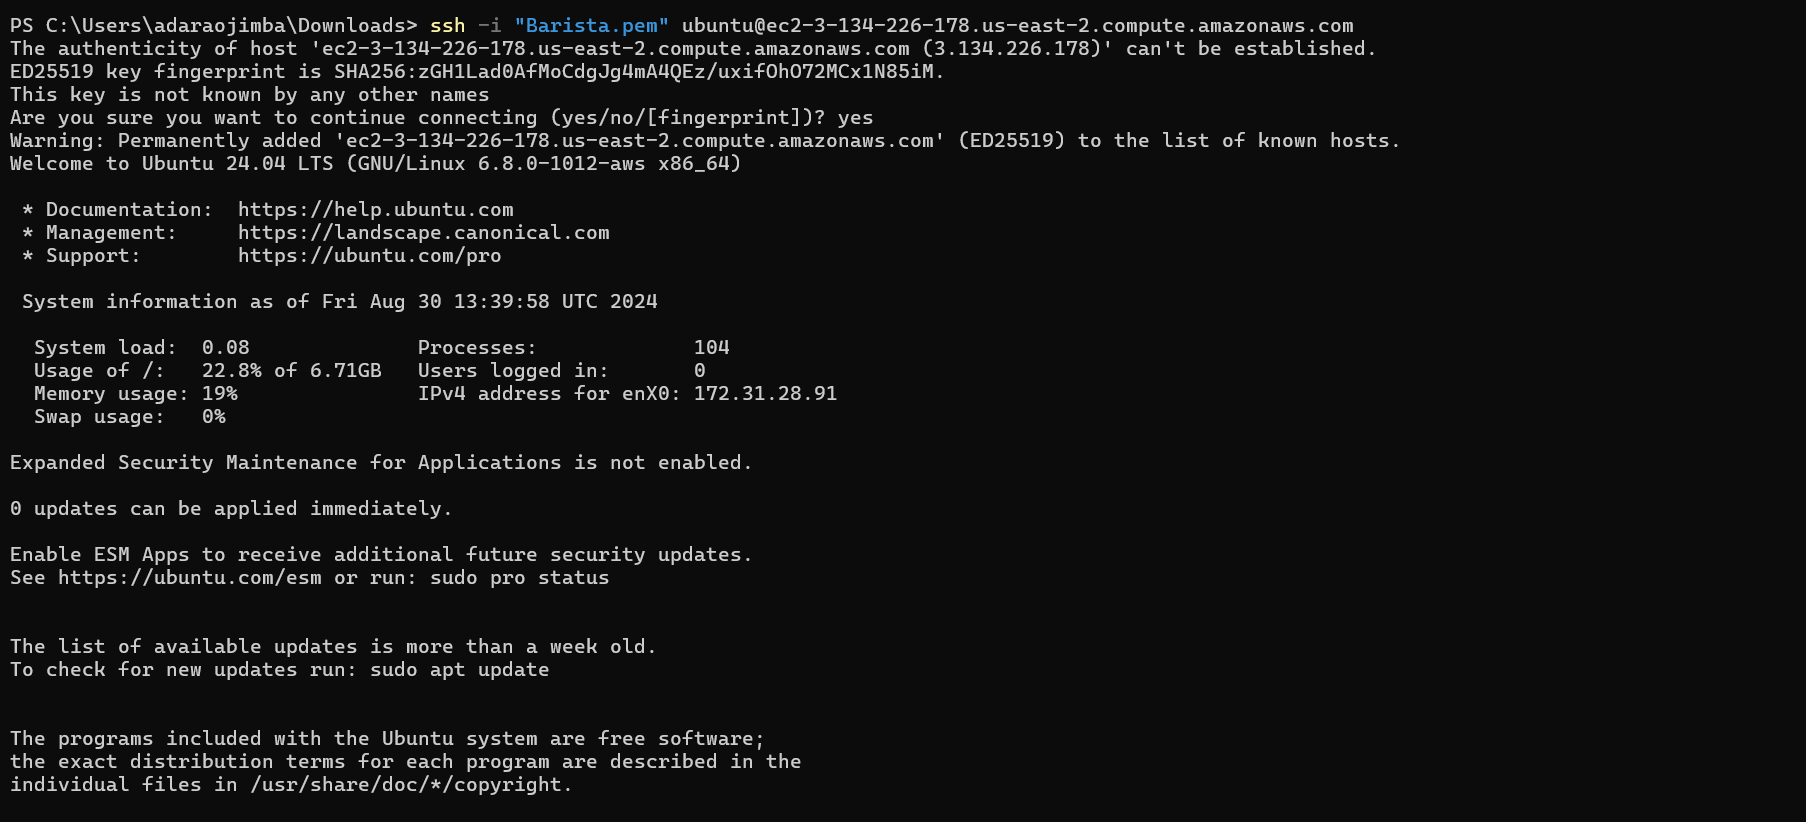 PS C:\Users\adaraojimba\Downloads> ssh -i "Barista.pem" ubuntu@ec2-3-134-226-178.us-east-2.compute.amazonaws.com
The authenticity of host 'ec2-3-134-226-178.us-east-2.compute.amazonaws.com (3.134.226.178)' can't be established.
ED25519 key fingerprint is SHA256:zGH1Lad0AfMoCdgJg4mA4QEz/uxifOhO72MCx1N85iM.
This key is not known by any other names
Are you sure you want to continue connecting (yes/no/[fingerprint])? yes
Warning: Permanently added 'ec2-3-134-226-178.us-east-2.compute.amazonaws.com' (ED25519) to the list of known hosts.
Welcome to Ubuntu 24.04 LTS (GNU/Linux 6.8.0-1012-aws x86_64)

 * Documentation:  https://help.ubuntu.com
 * Management:     https://landscape.canonical.com
 * Support:        https://ubuntu.com/pro

 System information as of Fri Aug 30 13:39:58 UTC 2024

  System load:  0.08              Processes:             104
  Usage of /:   22.8% of 6.71GB   Users logged in:       0
  Memory usage: 19%               IPv4 address for enX0: 172.31.28.91
  Swap usage:   0%

Expanded Security Maintenance for Applications is not enabled.

0 updates can be applied immediately.

Enable ESM Apps to receive additional future security updates.
See https://ubuntu.com/esm or run: sudo pro status


The list of available updates is more than a week old.
To check for new updates run: sudo apt update


The programs included with the Ubuntu system are free software;
the exact distribution terms for each program are described in the
individual files in /usr/share/doc/*/copyright.